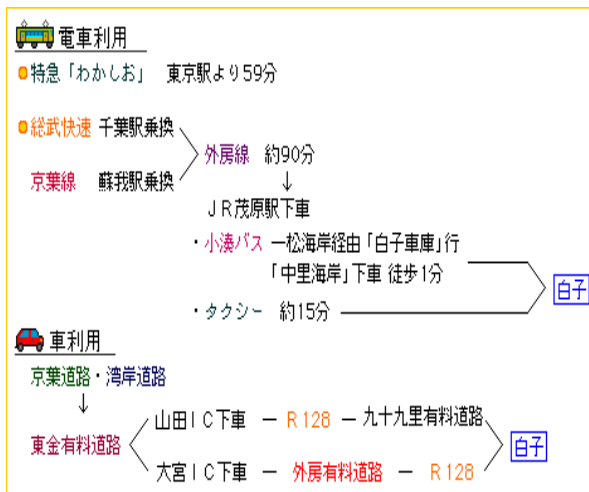 電車利用
特急「わかしお」 東京駅より59分
総武快速 千葉駅乗換
外房線 約90分
京葉線 蘇我駅乗換
↓
JR茂原駅下車
・小湊バス 一松海岸経由「白子車庫」行
「中里海岸」下車 徒歩1分
白子
・タクシー 約15分
車利用
京葉道路・湾岸道路
↓
山田IC下車 ― R128 ― 九十九里有料道路
東金有料道路
白子
大宮IC下車 ― 外房有料道路 ― R128